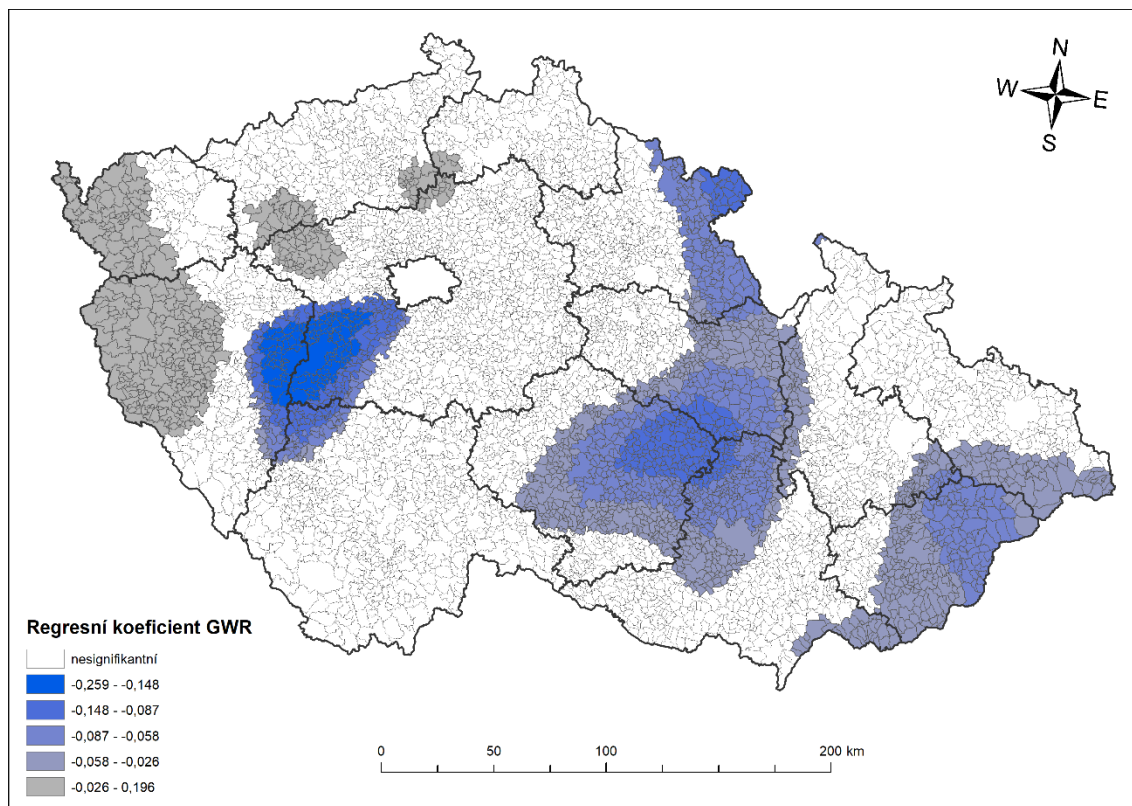 N
W E
S
Regresní koeficient GWR
nesignifikantní
-0,259 - -0,148
-0,148 - -0,087
-0,087 - -0,058
-0,058 - -0,026
-0,026 - 0,196
0 50 100 200 km